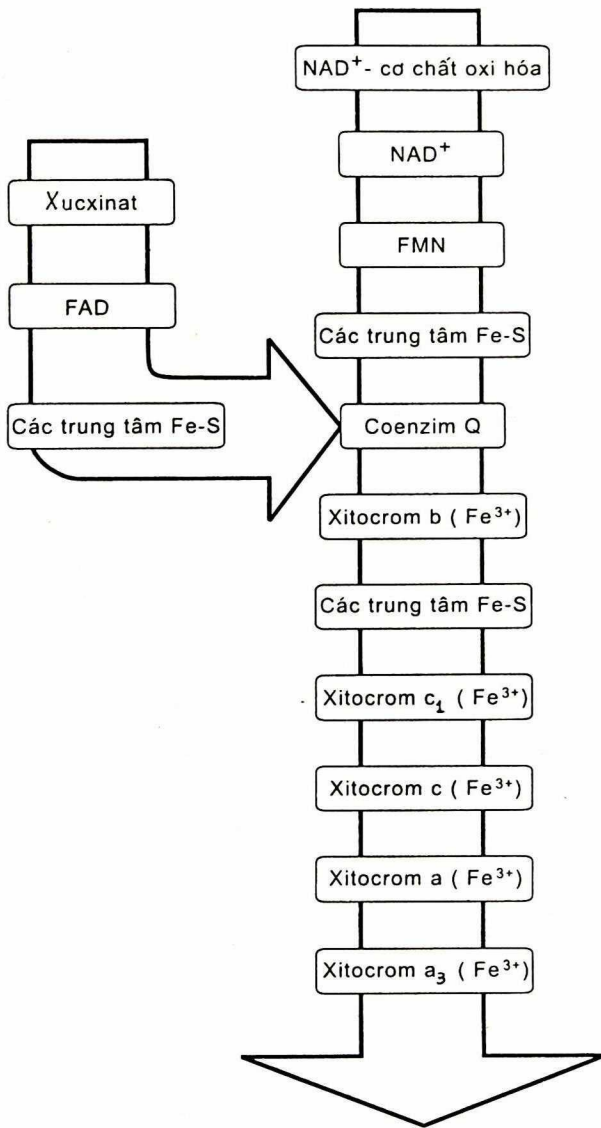 NAD⁺- cơ chất oxi hóa
NAD⁺
FMN
Các trung tâm Fe-S
Xucxinat
FAD
Các trung tâm Fe-S
Coenzim Q
Xitocrom b ( Fe³⁺)
Các trung tâm Fe-S
Xitocrom c₁ ( Fe³⁺)
Xitocrom c ( Fe³⁺)
Xitocrom a ( Fe³⁺)
Xitocrom a₃ ( Fe³⁺)